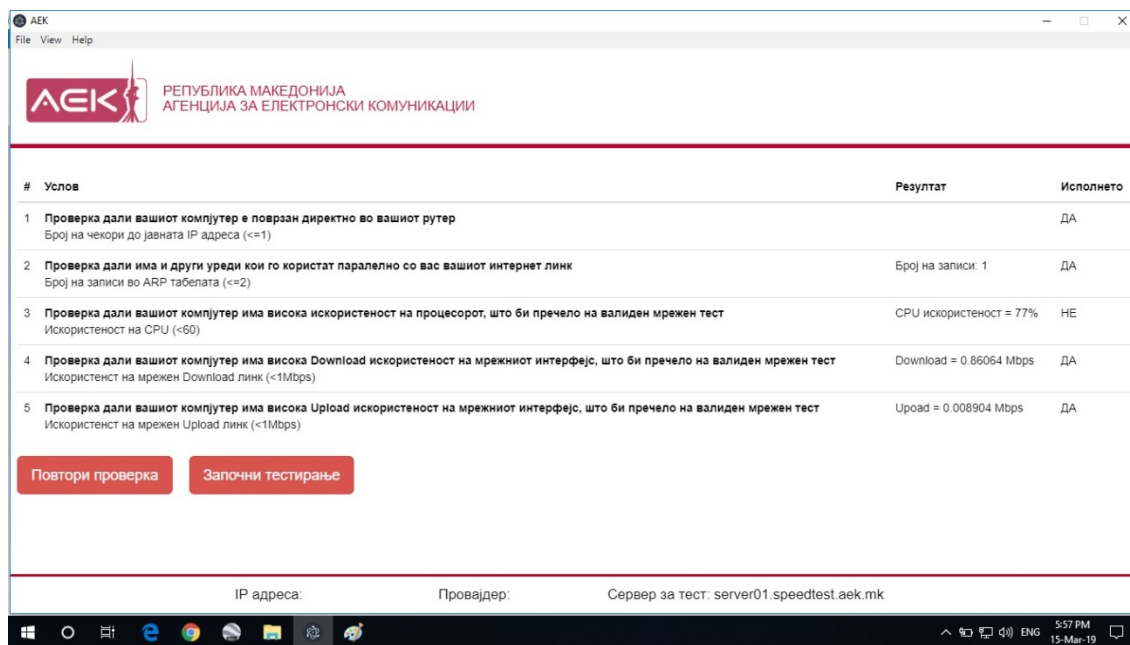 AEK
File View Help
АЕК
РЕПУБЛИКА МАКЕДОНИЈА
АГЕНЦИЈА ЗА ЕЛЕКТРОНСКИ КОМУНИКАЦИИ
# Услов Резултат Исполнето
1 Проверка дали вашиот компјутер е поврзан директно во вашиот рутер ДА
Број на чекори до јавната IP адреса (<=1)
2 Проверка дали има и други уреди кои го користат паралелно со вас вашиот интернет линк Број на записи: 1 ДА
Број на записи во ARP табелата (<=2)
3 Проверка дали вашиот компјутер има висока искористеност на процесорот, што би пречело на валиден мрежен тест CPU искористеност = 77% НЕ
Искористеност на CPU (<60)
4 Проверка дали вашиот компјутер има висока Download искористеност на мрежниот интерфејс, што би пречело на валиден мрежен тест Download = 0.86064 Mbps ДА
Искористенст на мрежен Download линк (<1Mbps)
5 Проверка дали вашиот компјутер има висока Upload искористеност на мрежниот интерфејс, што би пречело на валиден мрежен тест Upoad = 0.008904 Mbps ДА
Искористенст на мрежен Upload линк (<1Mbps)
Повтори проверка Започни тестирање
IP адреса: Провајдер: Сервер за тест: server01.speedtest.aek.mk
ENG 5:57 PM
15-Mar-19